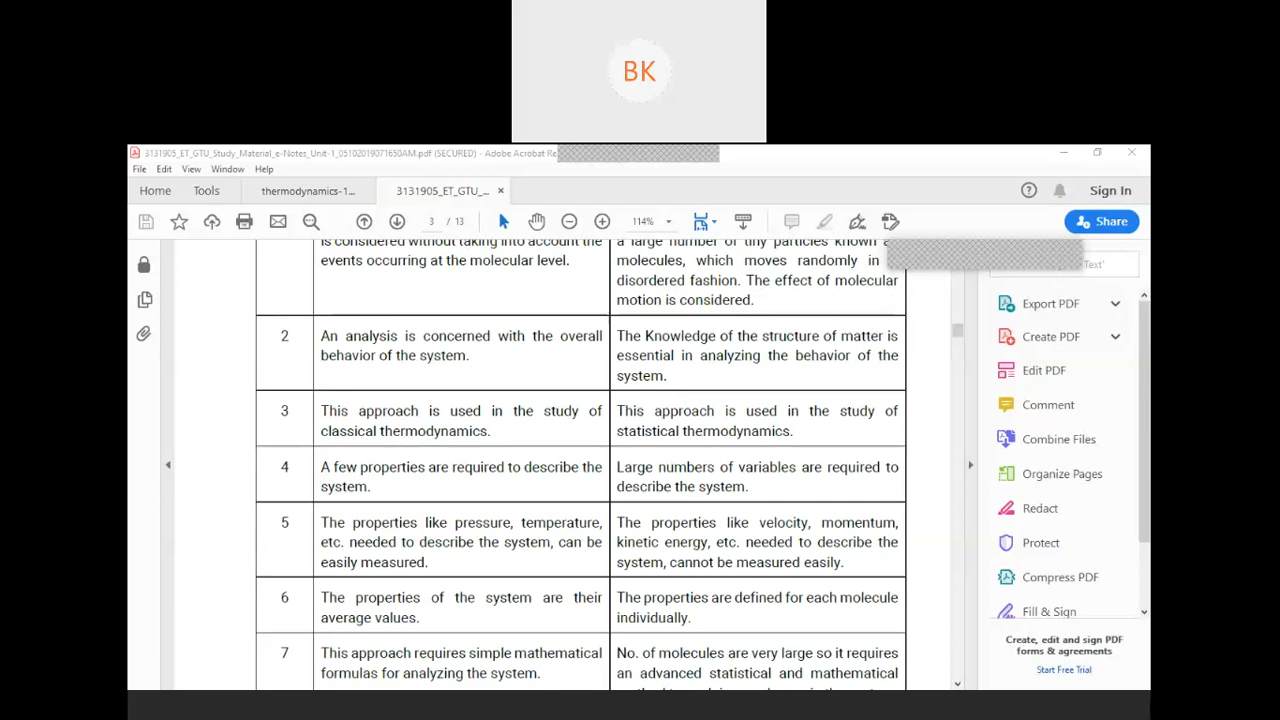 BK
3131905_ET_GTU_Study_Material_e-Notes_Unit-1_05102019071650AM.pdf (SECURED) - Adobe Acrobat Re
File Edit View Window Help
Home Tools thermodynamics-1... 3131905_ET_GTU_... × Sign In
3 / 13 114% Share
is considered without taking into account the
events occurring at the molecular level.
a large number of tiny particles known
molecules, which moves randomly in
disordered fashion. The effect of molecular
motion is considered.
2 An analysis is concerned with the overall
behavior of the system.
The Knowledge of the structure of matter is
essential in analyzing the behavior of the
system.
3 This approach is used in the study of
classical thermodynamics.
This approach is used in the study of
statistical thermodynamics.
4 A few properties are required to describe the
system.
Large numbers of variables are required to
describe the system.
5 The properties like pressure, temperature,
etc. needed to describe the system, can be
easily measured.
The properties like velocity, momentum,
kinetic energy, etc. needed to describe the
system, cannot be measured easily.
6 The properties of the system are their
average values.
The properties are defined for each molecule
individually.
7 This approach requires simple mathematical
formulas for analyzing the system.
No. of molecules are very large so it requires
an advanced statistical and mathematical
Text'
Export PDF
Create PDF
Edit PDF
Comment
Combine Files
Organize Pages
Redact
Protect
Compress PDF
Fill & Sign
Create, edit and sign PDF
forms & agreements
Start Free Trial